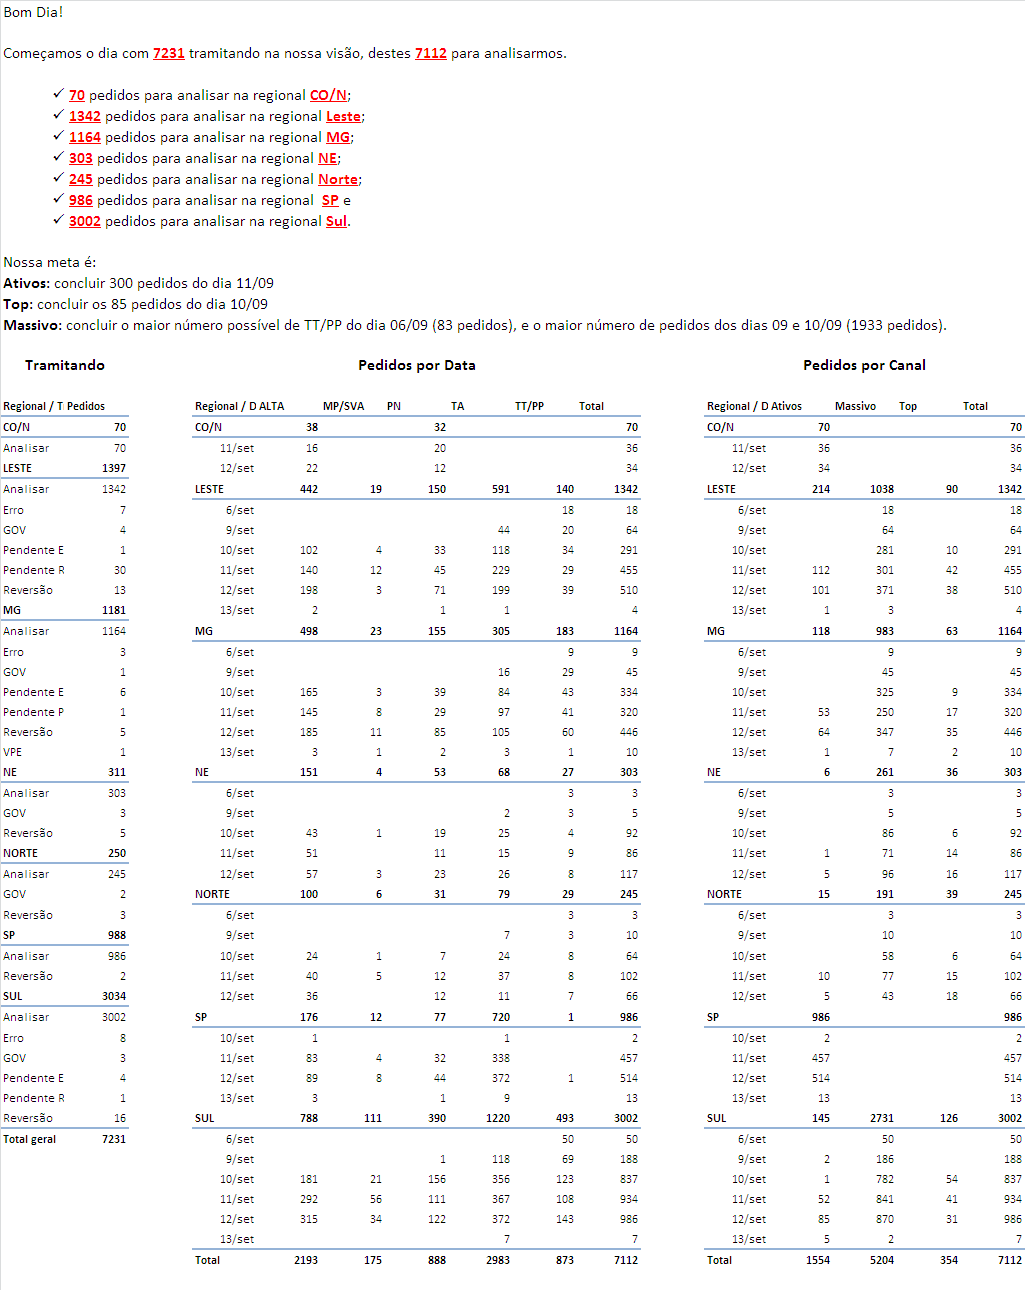 Bom Dia!
Começamos o dia com 7231 tramitando na nossa visão, destes 7112 para analisarmos.
✓ 70 pedidos para analisar na regional CO/N;
✓ 1342 pedidos para analisar na regional Leste;
✓ 1164 pedidos para analisar na regional MG;
✓ 303 pedidos para analisar na regional NE;
✓ 245 pedidos para analisar na regional Norte;
✓ 986 pedidos para analisar na regional SP e
✓ 3002 pedidos para analisar na regional Sul.
Nossa meta é:
Ativos: concluir 300 pedidos do dia 11/09
Top: concluir os 85 pedidos do dia 10/09
Massivo: concluir o maior número possível de TT/PP do dia 06/09 (83 pedidos), e o maior número de pedidos dos dias 09 e 10/09 (1933 pedidos).
Tramitando Pedidos por Data Pedidos por Canal
Regional / T Pedidos Regional / D ALTA MP/SVA PN TA TT/PP Total Regional / D Ativos Massivo Top Total
CO/N 70 CO/N 38 32 70 CO/N 70 70
Analisar 70 11/set 16 20 36 11/set 36 36
LESTE 1397 12/set 22 12 34 12/set 34 34
Analisar 1342 LESTE 442 19 150 591 140 1342 LESTE 214 1038 90 1342
Erro 7 6/set 18 18 6/set 18 18
GOV 4 9/set 44 20 64 9/set 64 64
Pendente E 1 10/set 102 4 33 118 34 291 10/set 281 10 291
Pendente R 30 11/set 140 12 45 229 29 455 11/set 112 301 42 455
Reversão 13 12/set 198 3 71 199 39 510 12/set 101 371 38 510
MG 1181 13/set 2 1 1 4 13/set 1 3 4
Analisar 1164 MG 498 23 155 305 183 1164 MG 118 983 63 1164
Erro 3 6/set 9 9 6/set 9 9
GOV 1 9/set 16 29 45 9/set 45 45
Pendente E 6 10/set 165 3 39 84 43 334 10/set 325 9 334
Pendente P 1 11/set 145 8 29 97 41 320 11/set 53 250 17 320
Reversão 5 12/set 185 11 85 105 60 446 12/set 64 347 35 446
VPE 1 13/set 3 1 2 3 1 10 13/set 1 7 2 10
NE 311 NE 151 4 53 68 27 303 NE 6 261 36 303
Analisar 303 6/set 3 3 6/set 3 3
GOV 3 9/set 2 3 5 9/set 5 5
Reversão 5 10/set 43 1 19 25 4 92 10/set 86 6 92
NORTE 250 11/set 51 11 15 9 86 11/set 1 71 14 86
Analisar 245 12/set 57 3 23 26 8 117 12/set 5 96 16 117
GOV 2 NORTE 100 6 31 79 29 245 NORTE 15 191 39 245
Reversão 3 6/set 3 3 6/set 3 3
SP 988 9/set 7 3 10 9/set 10 10
Analisar 986 10/set 24 1 7 24 8 64 10/set 58 6 64
Reversão 2 11/set 40 5 12 37 8 102 11/set 10 77 15 102
SUL 3034 12/set 36 12 11 7 66 12/set 5 43 18 66
Analisar 3002 SP 176 12 77 720 1 986 SP 986 986
Erro 8 10/set 1 1 2 10/set 2 2
GOV 3 11/set 83 4 32 338 457 11/set 457 457
Pendente E 4 12/set 89 8 44 372 1 514 12/set 514 514
Pendente R 1 13/set 3 1 9 13 13/set 13 13
Reversão 16 SUL 788 111 390 1220 493 3002 SUL 145 2731 126 3002
Total geral 7231 6/set 50 50 6/set 50 50
9/set 1 118 69 188 9/set 2 186 188
10/set 181 21 156 356 123 837 10/set 1 782 54 837
11/set 292 56 111 367 108 934 11/set 52 841 41 934
12/set 315 34 122 372 143 986 12/set 85 870 31 986
13/set 7 7 13/set 5 2 7
Total 2193 175 888 2983 873 7112 Total 1554 5204 354 7112